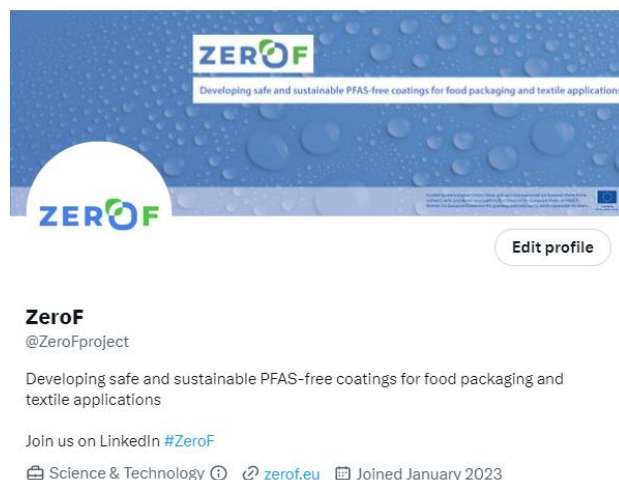 ZEROF
Developing safe and sustainable PFAS-free coatings for food packaging and textile applications
ZEROF
Edit profile
ZeroF
@ZeroFproject
Developing safe and sustainable PFAS-free coatings for food packaging and
textile applications
Join us on LinkedIn #ZeroF
Science & Technology zerof.eu Joined January 2023